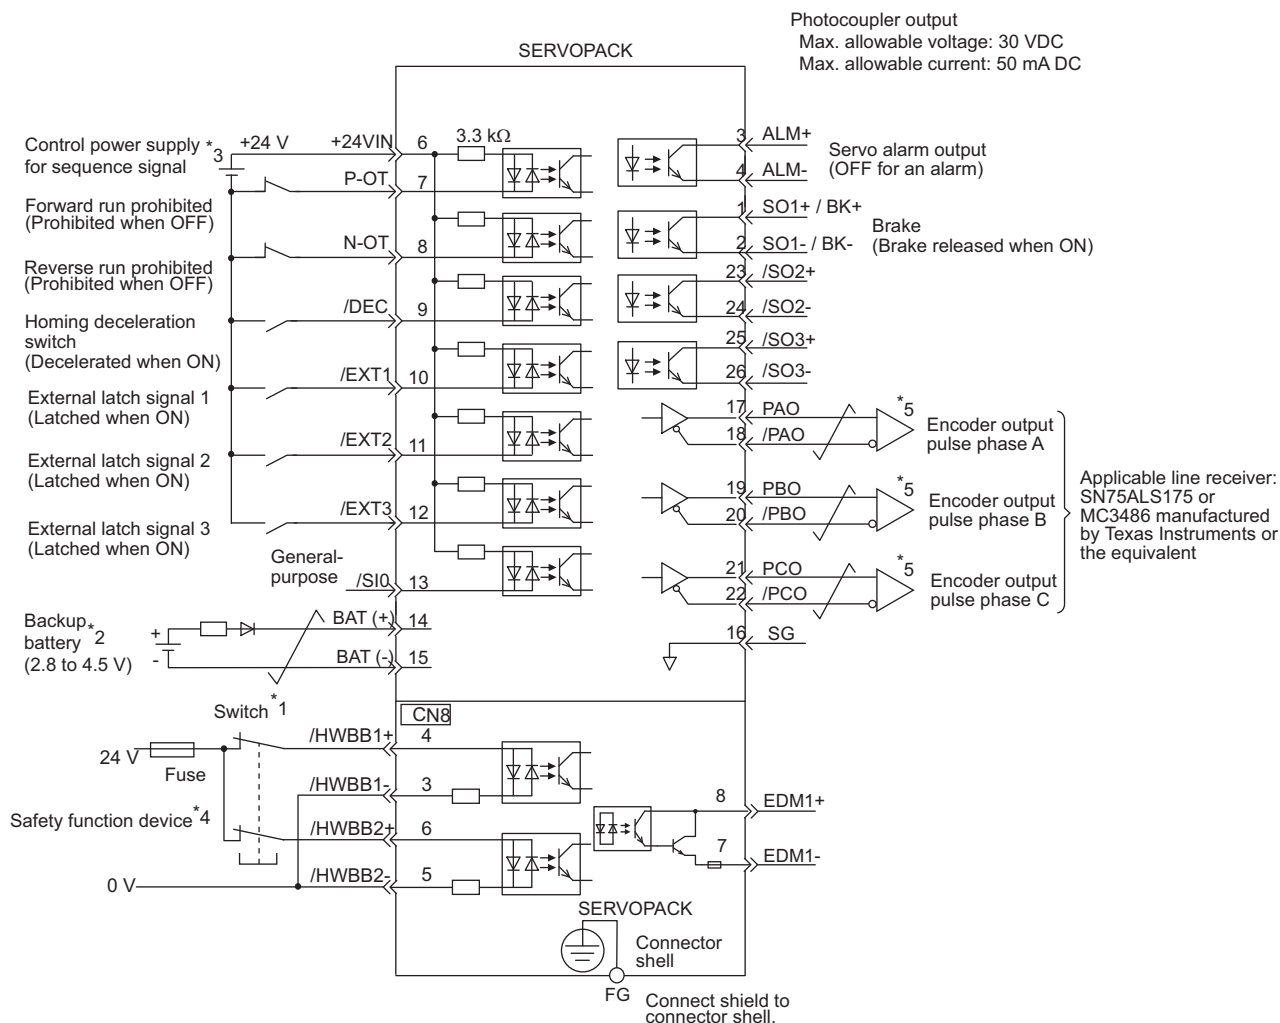 Photocoupler output
Max. allowable voltage: 30 VDC
Max. allowable current: 50 mA DC
SERVOPACK
Control power supply *3
for sequence signal
+24 V
+24VIN
6
3.3 kΩ
P-OT
7
Forward run prohibited
(Prohibited when OFF)
N-OT
8
Reverse run prohibited
(Prohibited when OFF)
/DEC
9
Homing deceleration
switch
(Decelerated when ON)
/EXT1
10
External latch signal 1
(Latched when ON)
/EXT2
11
External latch signal 2
(Latched when ON)
/EXT3
12
External latch signal 3
(Latched when ON)
General-
purpose
/SI0
13
Backup
battery *2
(2.8 to 4.5 V)
+
-
BAT (+)
14
BAT (-)
15
3
ALM+
4
ALM-
Servo alarm output
(OFF for an alarm)
1
SO1+ / BK+
2
SO1- / BK-
Brake
(Brake released when ON)
23
/SO2+
24
/SO2-
25
/SO3+
26
/SO3-
17
PAO
18
/PAO
*5
Encoder output
pulse phase A
19
PBO
20
/PBO
*5
Encoder output
pulse phase B
21
PCO
22
/PCO
*5
Encoder output
pulse phase C
Applicable line receiver:
SN75ALS175 or
MC3486 manufactured
by Texas Instruments or
the equivalent
16
SG
Switch *1
CN8
24 V
Fuse
/HWBB1+
4
/HWBB1-
3
Safety function device *4
/HWBB2+
6
0 V
/HWBB2-
5
8
EDM1+
7
EDM1-
SERVOPACK
Connector
shell
FG
Connect shield to
connector shell.